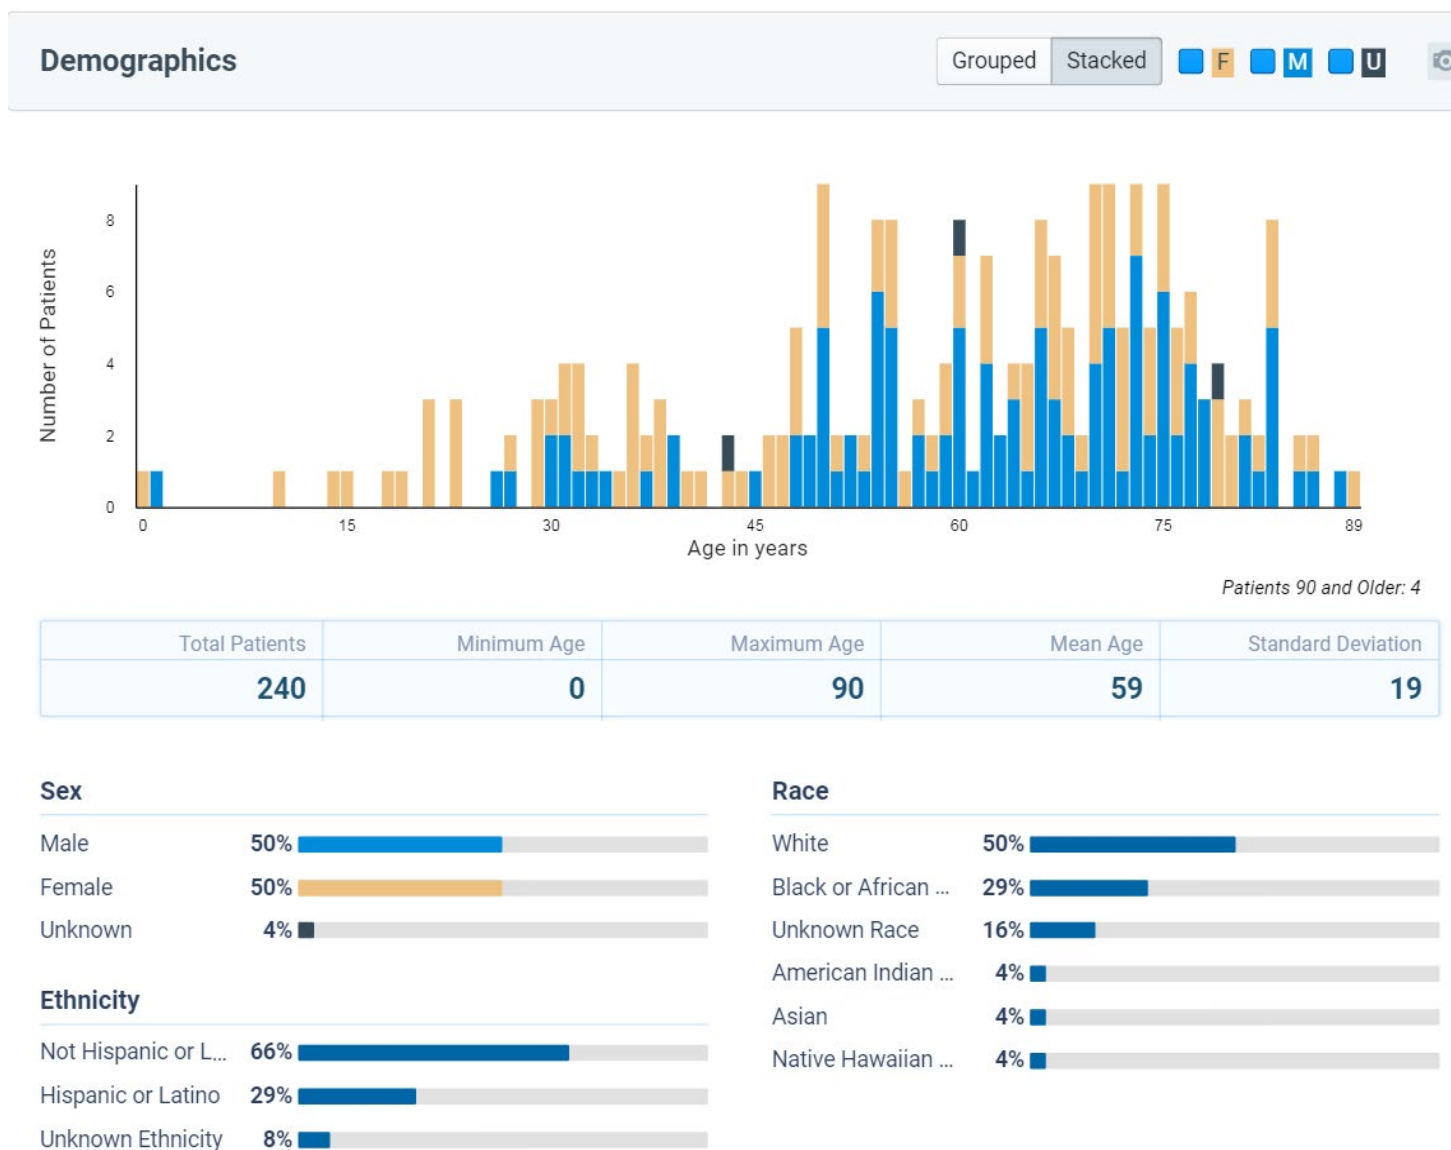 Demographics
Grouped Stacked F M U
Number of Patients
8
6
4
2
0
0 15 30 45 60 75 89
Age in years
Patients 90 and Older: 4
Total Patients Minimum Age Maximum Age Mean Age Standard Deviation
240 0 90 59 19
Sex
Male 50%
Female 50%
Unknown 4%
Ethnicity
Not Hispanic or L... 66%
Hispanic or Latino 29%
Unknown Ethnicity 8%
Race
White 50%
Black or African ... 29%
Unknown Race 16%
American Indian ... 4%
Asian 4%
Native Hawaiian ... 4%